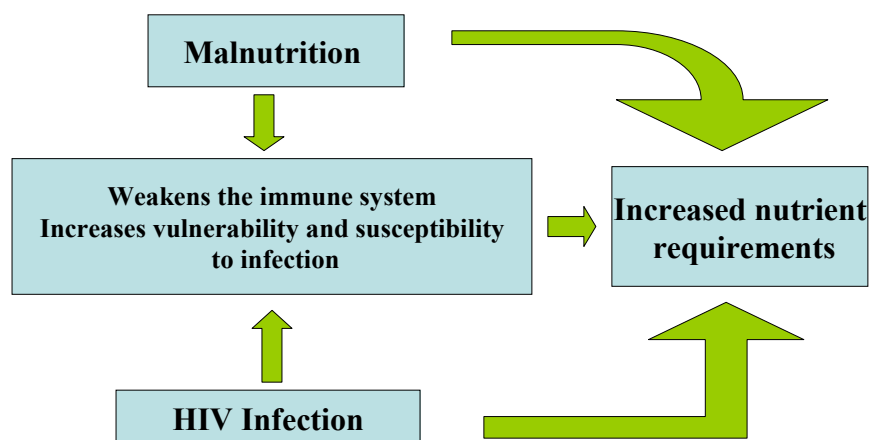 Malnutrition
Weakens the immune system
Increases vulnerability and susceptibility
to infection
Increased nutrient
requirements
HIV Infection